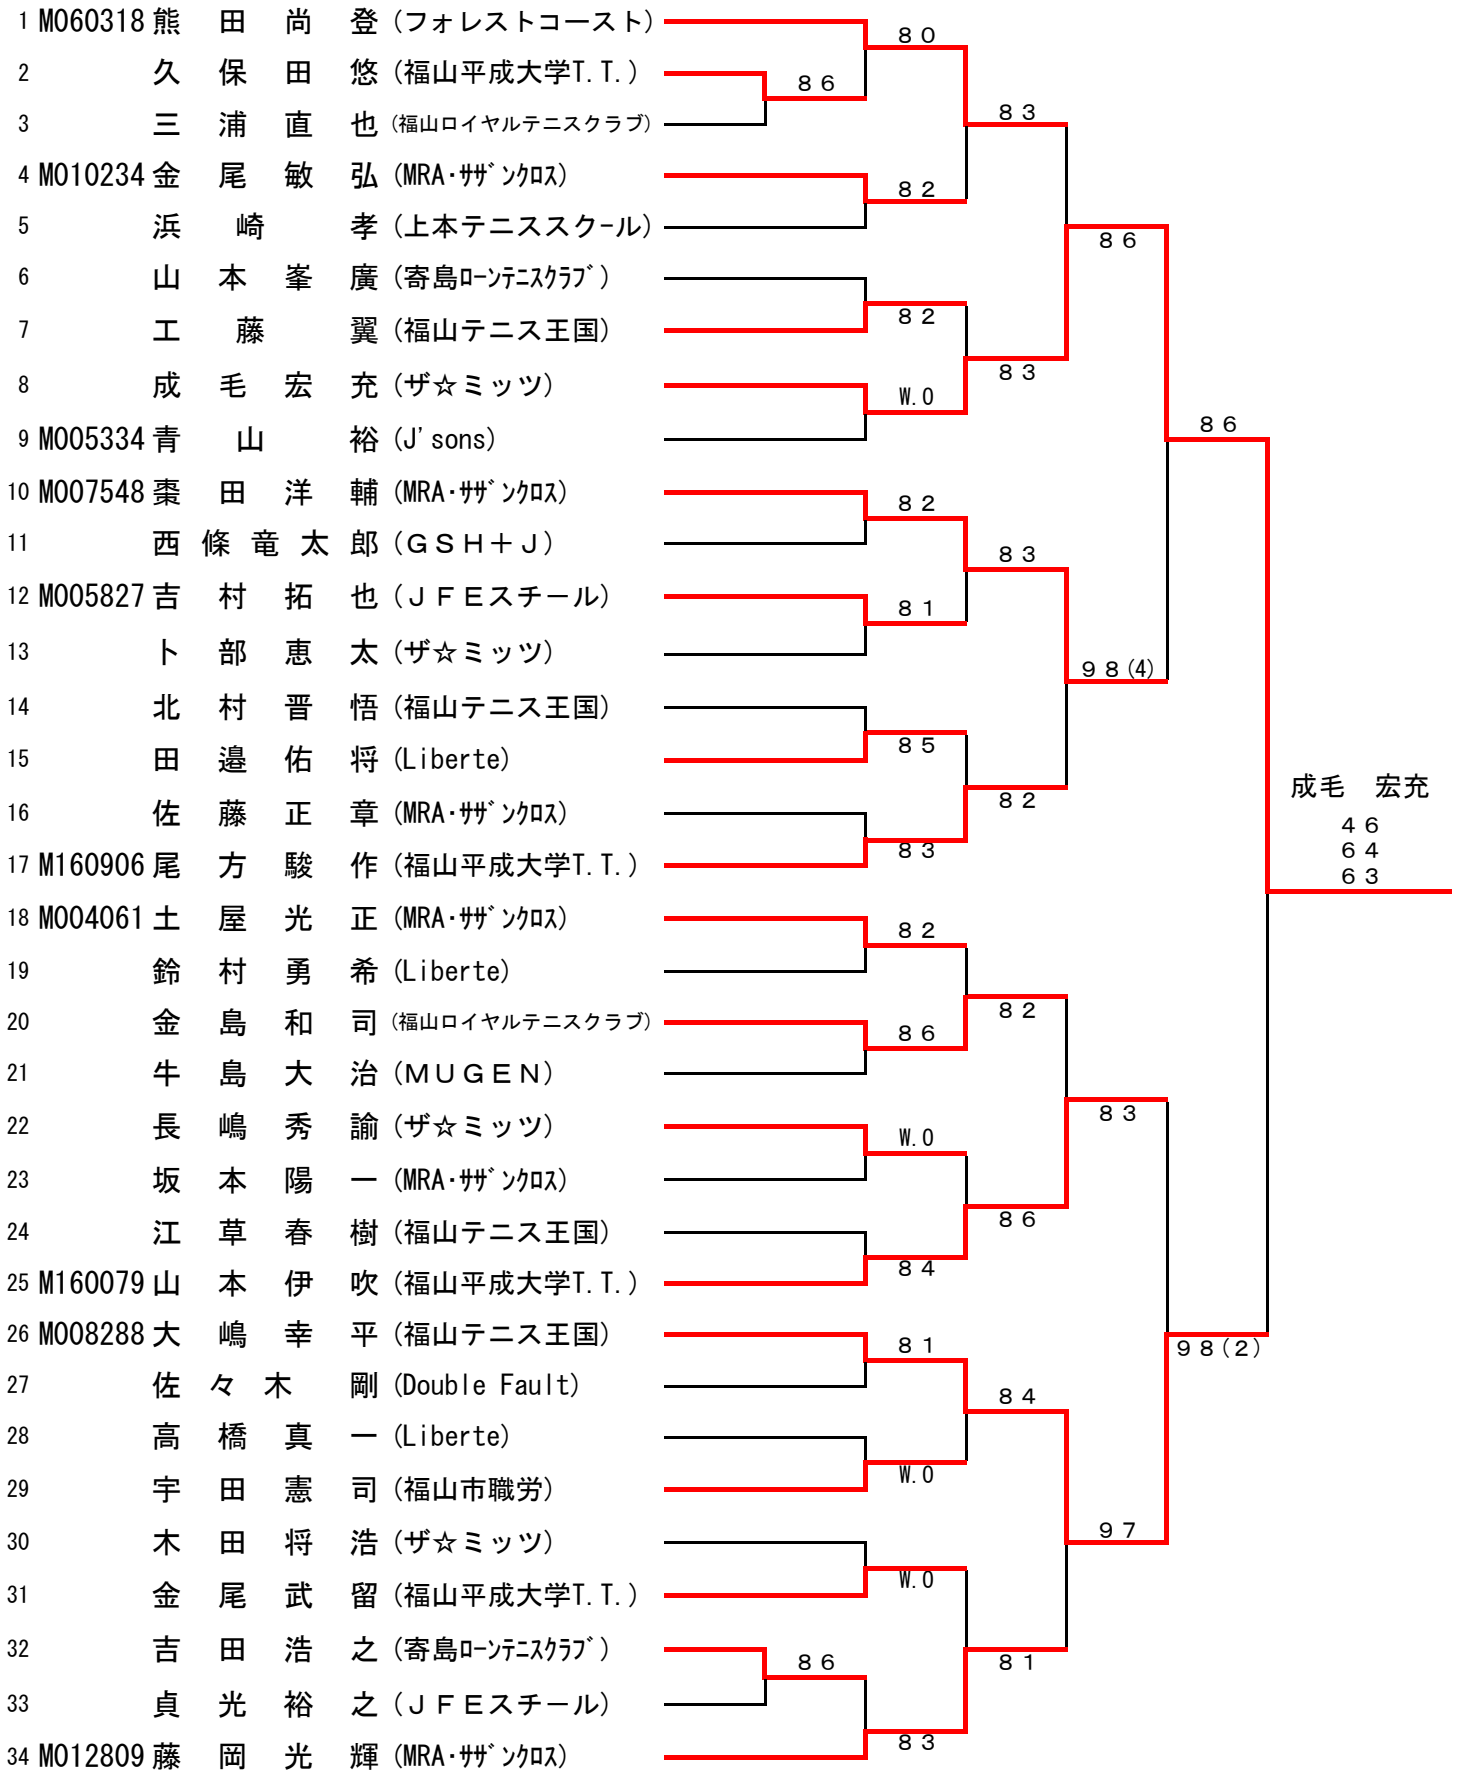 1 M060318 熊田尚登 (フォレストコースト)
80
2 久保田悠 (福山平成大学T.T.)
86
3 三浦直也 (福山ロイヤルテニスクラブ)
83
4 M010234 金尾敏弘 (MRA･ｻｻﾞﾝｸﾛｽ)
82
5 浜崎孝 (上本テニススク-ル)
86
6 山本峯廣 (寄島ﾛｰﾝﾃﾆｽｸﾗﾌﾞ)
82
7 工藤翼 (福山テニス王国)
83
8 成毛宏充 (ザ☆ミッツ)
W.O
86
9 M005334 青山裕 (J'sons)
10 M007548 棗田洋輔 (MRA･ｻｻﾞﾝｸﾛｽ)
82
11 西條竜太郎 (ＧＳＨ＋Ｊ)
83
12 M005827 吉村拓也 (ＪＦＥスチール)
81
13 卜部恵太 (ザ☆ミッツ)
98(4)
14 北村晋悟 (福山テニス王国)
85
15 田邉佑将 (Liberte)
成毛 宏充
82
16 佐藤正章 (MRA･ｻｻﾞﾝｸﾛｽ)
46
83
64
17 M160906 尾方駿作 (福山平成大学T.T.)
63
18 M004061 土屋光正 (MRA･ｻｻﾞﾝｸﾛｽ)
82
19 鈴村勇希 (Liberte)
82
20 金島和司 (福山ロイヤルテニスクラブ)
86
21 牛島大治 (ＭＵＧＥＮ)
83
22 長嶋秀諭 (ザ☆ミッツ)
W.O
23 坂本陽一 (MRA･ｻｻﾞﾝｸﾛｽ)
86
24 江草春樹 (福山テニス王国)
84
25 M160079 山本伊吹 (福山平成大学T.T.)
26 M008288 大嶋幸平 (福山テニス王国)
81
98(2)
27 佐々木剛 (Double Fault)
84
28 高橋真一 (Liberte)
W.O
29 宇田憲司 (福山市職労)
97
30 木田将浩 (ザ☆ミッツ)
W.O
31 金尾武留 (福山平成大学T.T.)
32 吉田浩之 (寄島ﾛｰﾝﾃﾆｽｸﾗﾌﾞ)
86
81
33 貞光裕之 (ＪＦＥスチール)
83
34 M012809 藤岡光輝 (MRA･ｻｻﾞﾝｸﾛｽ)